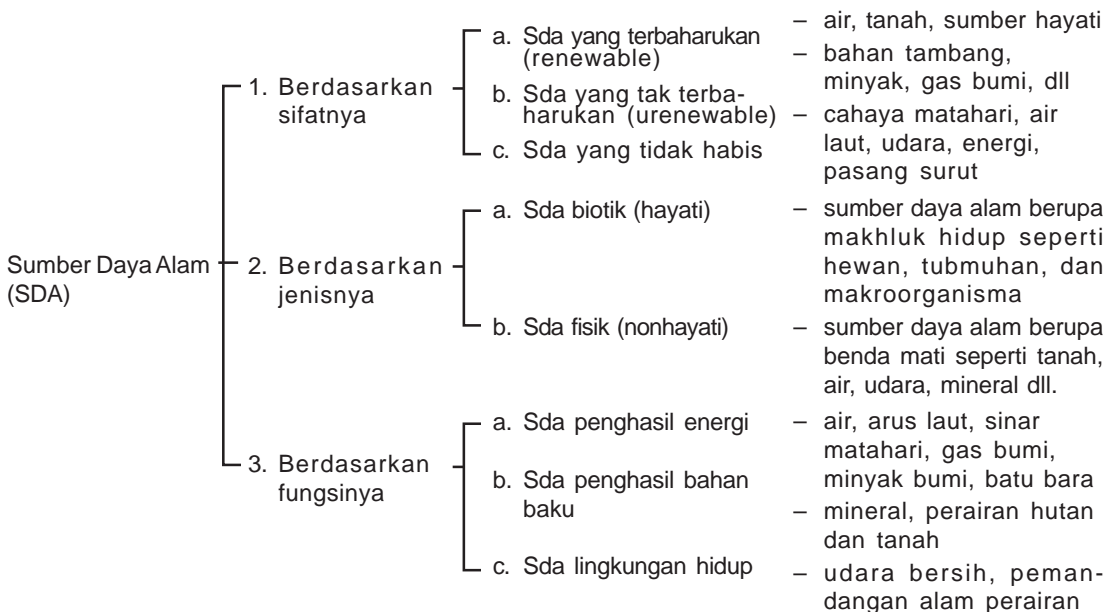 Sumber Daya Alam
(SDA)
1. Berdasarkan
sifatnya
a. Sda yang terbaharukan
(renewable)
b. Sda yang tak terba-
harukan (urenewable)
c. Sda yang tidak habis
– air, tanah, sumber hayati
– bahan tambang,
minyak, gas bumi, dll
– cahaya matahari, air
laut, udara, energi,
pasang surut
2. Berdasarkan
jenisnya
a. Sda biotik (hayati)
– sumber daya alam berupa
makhluk hidup seperti
hewan, tubmuhan, dan
makroorganisma
b. Sda fisik (nonhayati)
– sumber daya alam berupa
benda mati seperti tanah,
air, udara, mineral dll.
3. Berdasarkan
fungsinya
a. Sda penghasil energi
b. Sda penghasil bahan
baku
c. Sda lingkungan hidup
– air, arus laut, sinar
matahari, gas bumi,
minyak bumi, batu bara
– mineral, perairan hutan
dan tanah
– udara bersih, peman-
dangan alam perairan